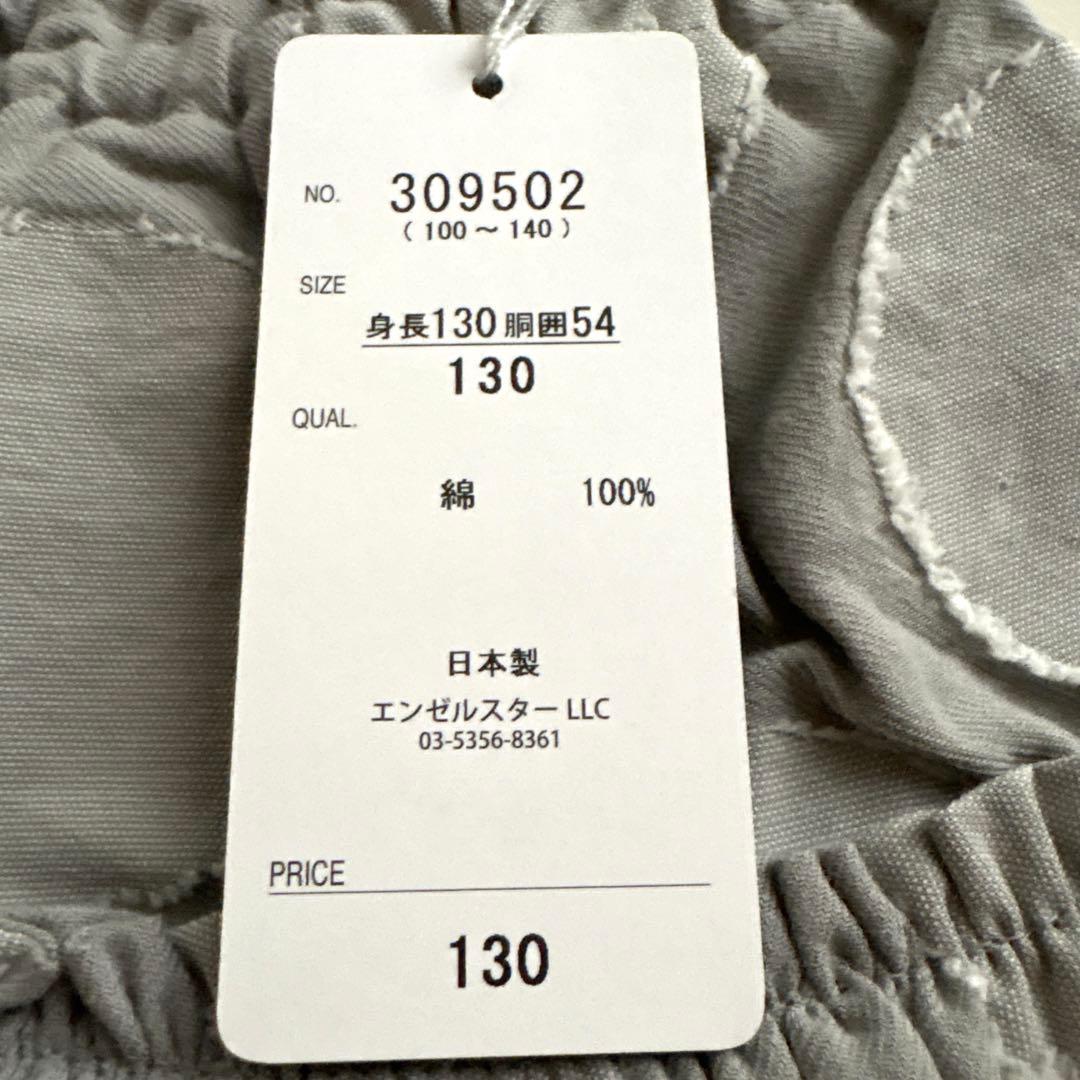 NO. 309502
( 100 ～ 140 )
SIZE
身長130 胴囲54
130
QUAL.
綿 100%
日本製
エンゼルスター LLC
03-5356-8361
PRICE
130